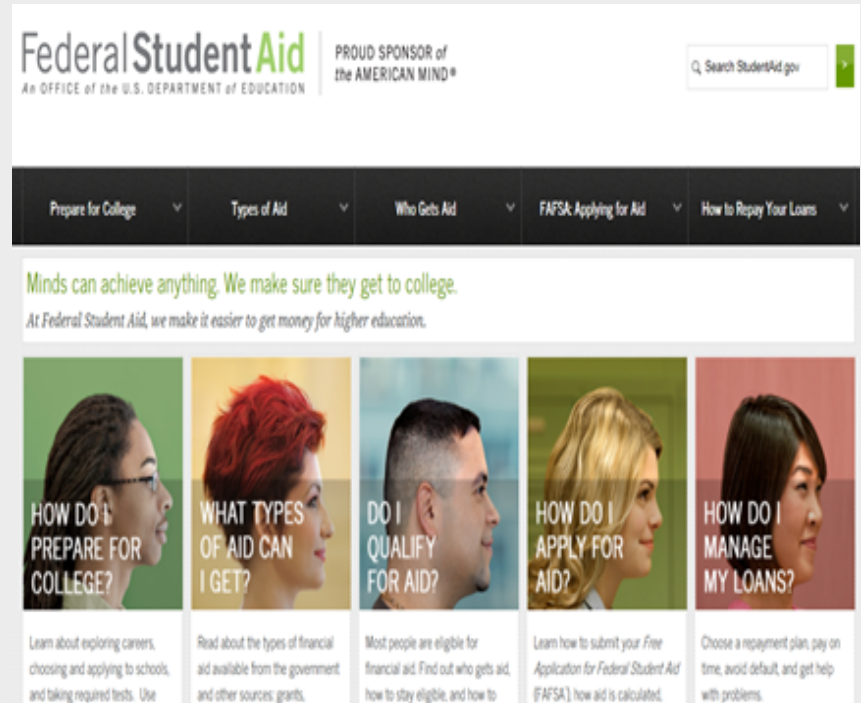 Federal Student Aid
An OFFICE of the U.S. DEPARTMENT of EDUCATION
PROUD SPONSOR of
the AMERICAN MIND®
Search StudentAid.gov
Prepare for College
Types of Aid
Who Gets Aid
FAFSA: Applying for Aid
How to Repay Your Loans
Minds can achieve anything. We make sure they get to college.
At Federal Student Aid, we make it easier to get money for higher education.
HOW DO I
PREPARE FOR
COLLEGE?
Learn about exploring careers,
choosing and applying to schools,
and taking required tests. Use
WHAT TYPES
OF AID CAN
I GET?
Read about the types of financial
aid available from the government
and other sources: grants,
DO I
QUALIFY
FOR AID?
Most people are eligible for
financial aid. Find out who gets aid,
how to stay eligible, and how to
HOW DO I
APPLY FOR
AID?
Learn how to submit your Free
Application for Federal Student Aid
(FAFSA®), how aid is calculated,
HOW DO I
MANAGE
MY LOANS?
Choose a repayment plan, pay on
time, avoid default, and get help
with problems.